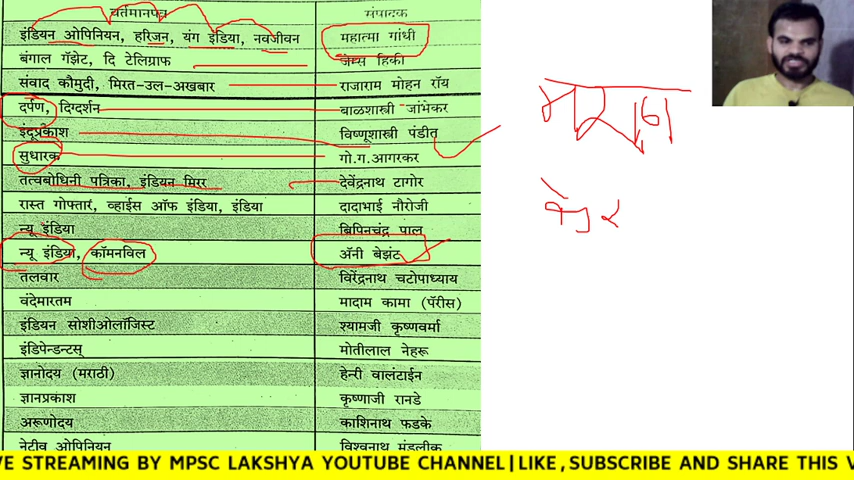 वर्तमानपत्र संपादक
इंडियन ओपिनियन, हरिजन, यंग इंडिया, नवजीवन महात्मा गांधी
बंगाल गॅझेट, दि टेलिग्राफ जेम्स हिकी
संवाद कौमुदी, मिरत-उल-अखबार राजाराम मोहन रॉय
दर्पण, दिग्दर्शन बाळशास्त्री जांभेकर
इंदूप्रकाश विष्णूशास्त्री पंडीत
सुधारक गो.ग.आगरकर
तत्वबोधिनी पत्रिका, इंडियन मिरर देवेंद्रनाथ टागोर
रास्त गोफ्तार, व्हाईस ऑफ इंडिया, इंडिया दादाभाई नौरोजी
न्यू इंडिया बिपिनचंद्र पाल
न्यू इंडिया, कॉमनविल ॲनी बेझंट
तलवार विरेंद्रनाथ चटोपाध्याय
वंदेमारतम मादाम कामा (पॅरीस)
इंडियन सोशीओलॉजिस्ट श्यामजी कृष्णवर्मा
इंडिपेन्डन्टस् मोतीलाल नेहरू
ज्ञानोदय (मराठी) हेन्री वालंटाईन
ज्ञानप्रकाश कृष्णाजी रानडे
अरूणोदय काशिनाथ फडके
नेटीव ओपिनियन विश्वनाथ मंडलीक
VE STREAMING BY MPSC LAKSHYA YOUTUBE CHANNEL|LIKE,SUBSCRIBE AND SHARE THIS V